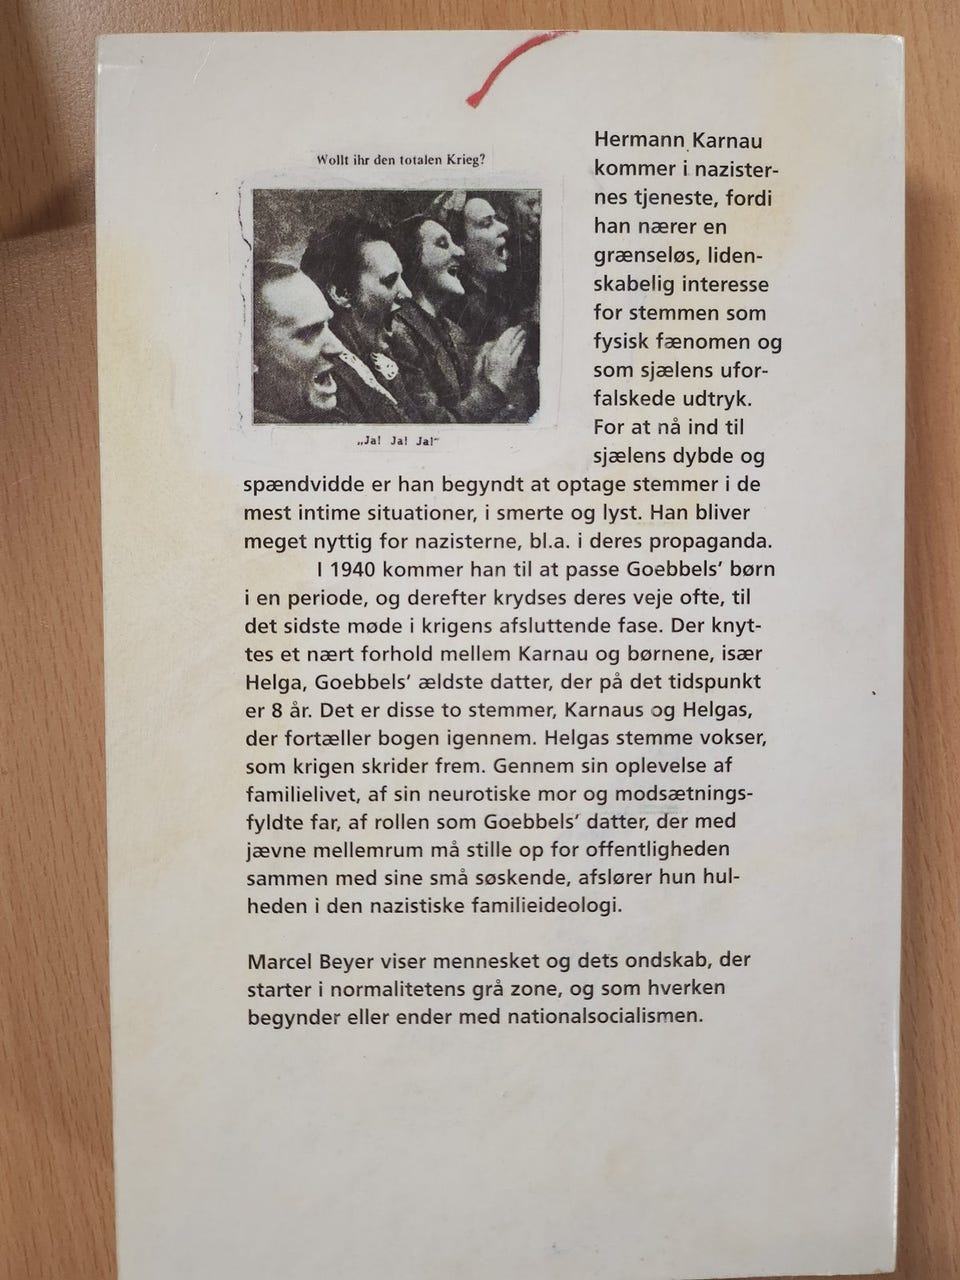 Wollt ihr den totalen Krieg?
„Ja! Ja! Ja!"
Hermann Karnau
kommer i nazister-
nes tjeneste, fordi
han nærer en
grænseløs, liden-
skabelig interesse
for stemmen som
fysisk fænomen og
som sjælens ufor-
falskede udtryk.
For at nå ind til
sjælens dybde og
spændvidde er han begyndt at optage stemmer i de
mest intime situationer, i smerte og lyst. Han bliver
meget nyttig for nazisterne, bl.a. i deres propaganda.
I 1940 kommer han til at passe Goebbels’ børn
i en periode, og derefter krydses deres veje ofte, til
det sidste møde i krigens afsluttende fase. Der knyt-
tes et nært forhold mellem Karnau og børnene, især
Helga, Goebbels’ ældste datter, der på det tidspunkt
er 8 år. Det er disse to stemmer, Karnaus og Helgas,
der fortæller bogen igennem. Helgas stemme vokser,
som krigen skrider frem. Gennem sin oplevelse af
familielivet, af sin neurotiske mor og modsætnings-
fyldte far, af rollen som Goebbels’ datter, der med
jævne mellemrum må stille op for offentligheden
sammen med sine små søskende, afslører hun hul-
heden i den nazistiske familieideologi.
Marcel Beyer viser mennesket og dets ondskab, der
starter i normalitetens grå zone, og som hverken
begynder eller ender med nationalsocialismen.